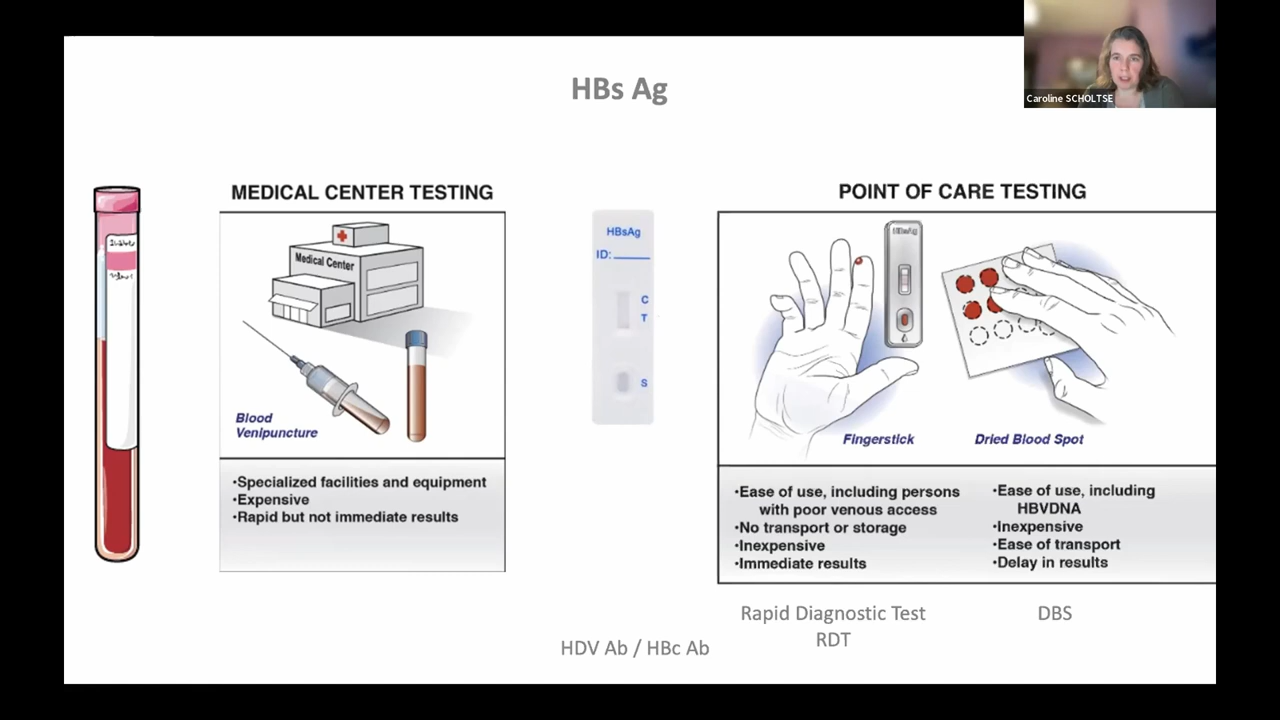 HBs Ag
Caroline SCHOLTSE
MEDICAL CENTER TESTING
Medical Center
Blood
Venipuncture
•Specialized facilities and equipment
•Expensive
•Rapid but not immediate results
HBsAg
ID:
C
T
S
POINT OF CARE TESTING
HBsAg
Fingerstick
Dried Blood Spot
•Ease of use, including persons
with poor venous access
•No transport or storage
•Inexpensive
•Immediate results
•Ease of use, including
HBVDNA
•Inexpensive
•Ease of transport
•Delay in results
Rapid Diagnostic Test
RDT
DBS
HDV Ab / HBc Ab